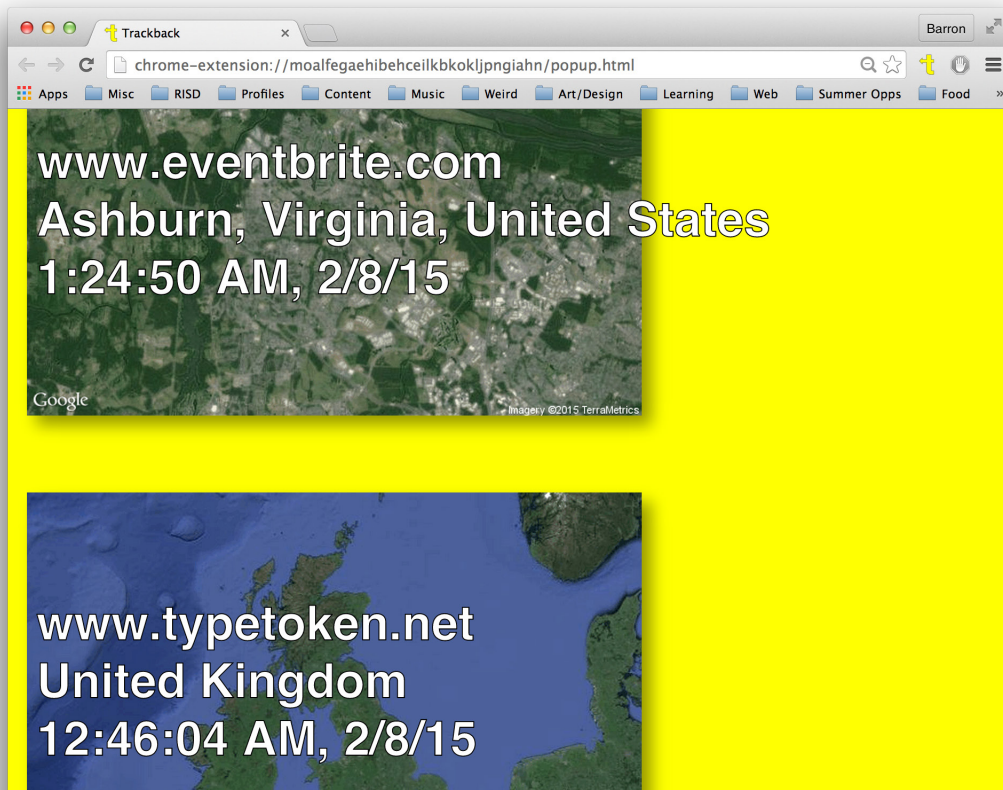 Trackback
Barron
chrome-extension://moalfegaehibehceilkbkokljpngiahn/popup.html
Apps Misc RISD Profiles Content Music Weird Art/Design Learning Web Summer Opps Food »
www.eventbrite.com
Ashburn, Virginia, United States
1:24:50 AM, 2/8/15
Google
Imagery ©2015 TerraMetrics
www.typetoken.net
United Kingdom
12:46:04 AM, 2/8/15